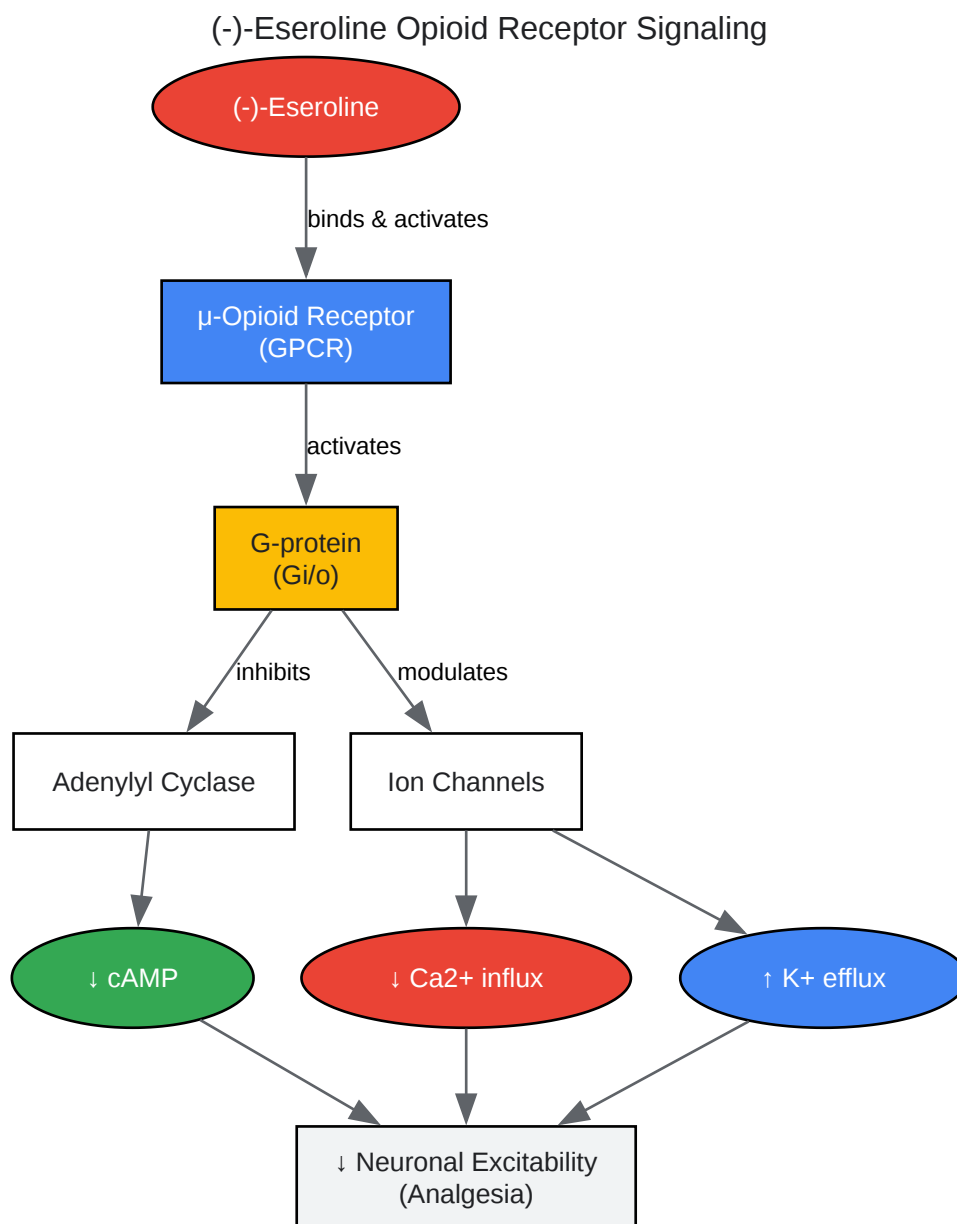 (-)-Eseroline Opioid Receptor Signaling
(-)-Eseroline
binds & activates
μ-Opioid Receptor
(GPCR)
activates
G-protein
(Gi/o)
inhibits
modulates
Adenylyl Cyclase
Ion Channels
↓ cAMP
↓ Ca2+ influx
↑ K+ efflux
↓ Neuronal Excitability
(Analgesia)